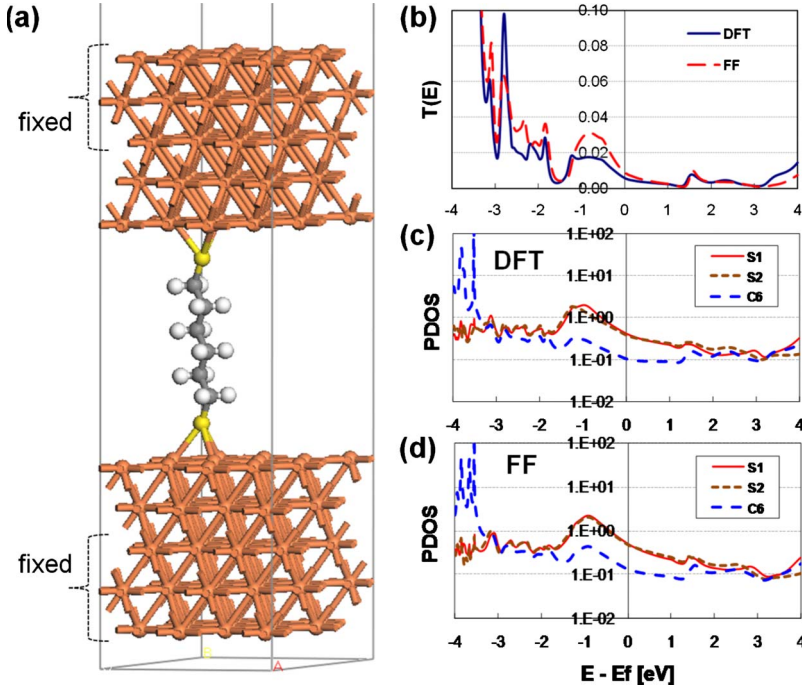 (a)
fixed
fixed
B
A
(b)
T(E)
0.10
0.08
0.06
0.04
0.02
0.00
DFT
FF
-4 -3 -2 -1 0 1 2 3 4
(c)
DFT
PDOS
1.E+02
1.E+01
1.E+00
1.E-01
1.E-02
S1
S2
C6
-4 -3 -2 -1 0 1 2 3 4
(d)
FF
PDOS
1.E+02
1.E+01
1.E+00
1.E-01
1.E-02
S1
S2
C6
-4 -3 -2 -1 0 1 2 3 4
E - Ef [eV]